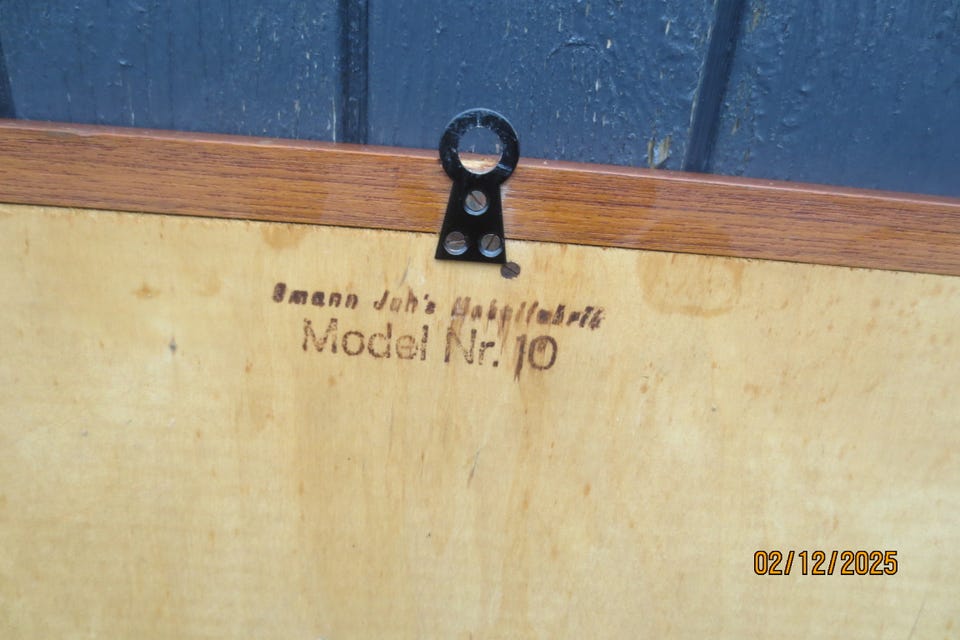 Omann Jun's Møbelfabrik
Model Nr. 10
02/12/2025